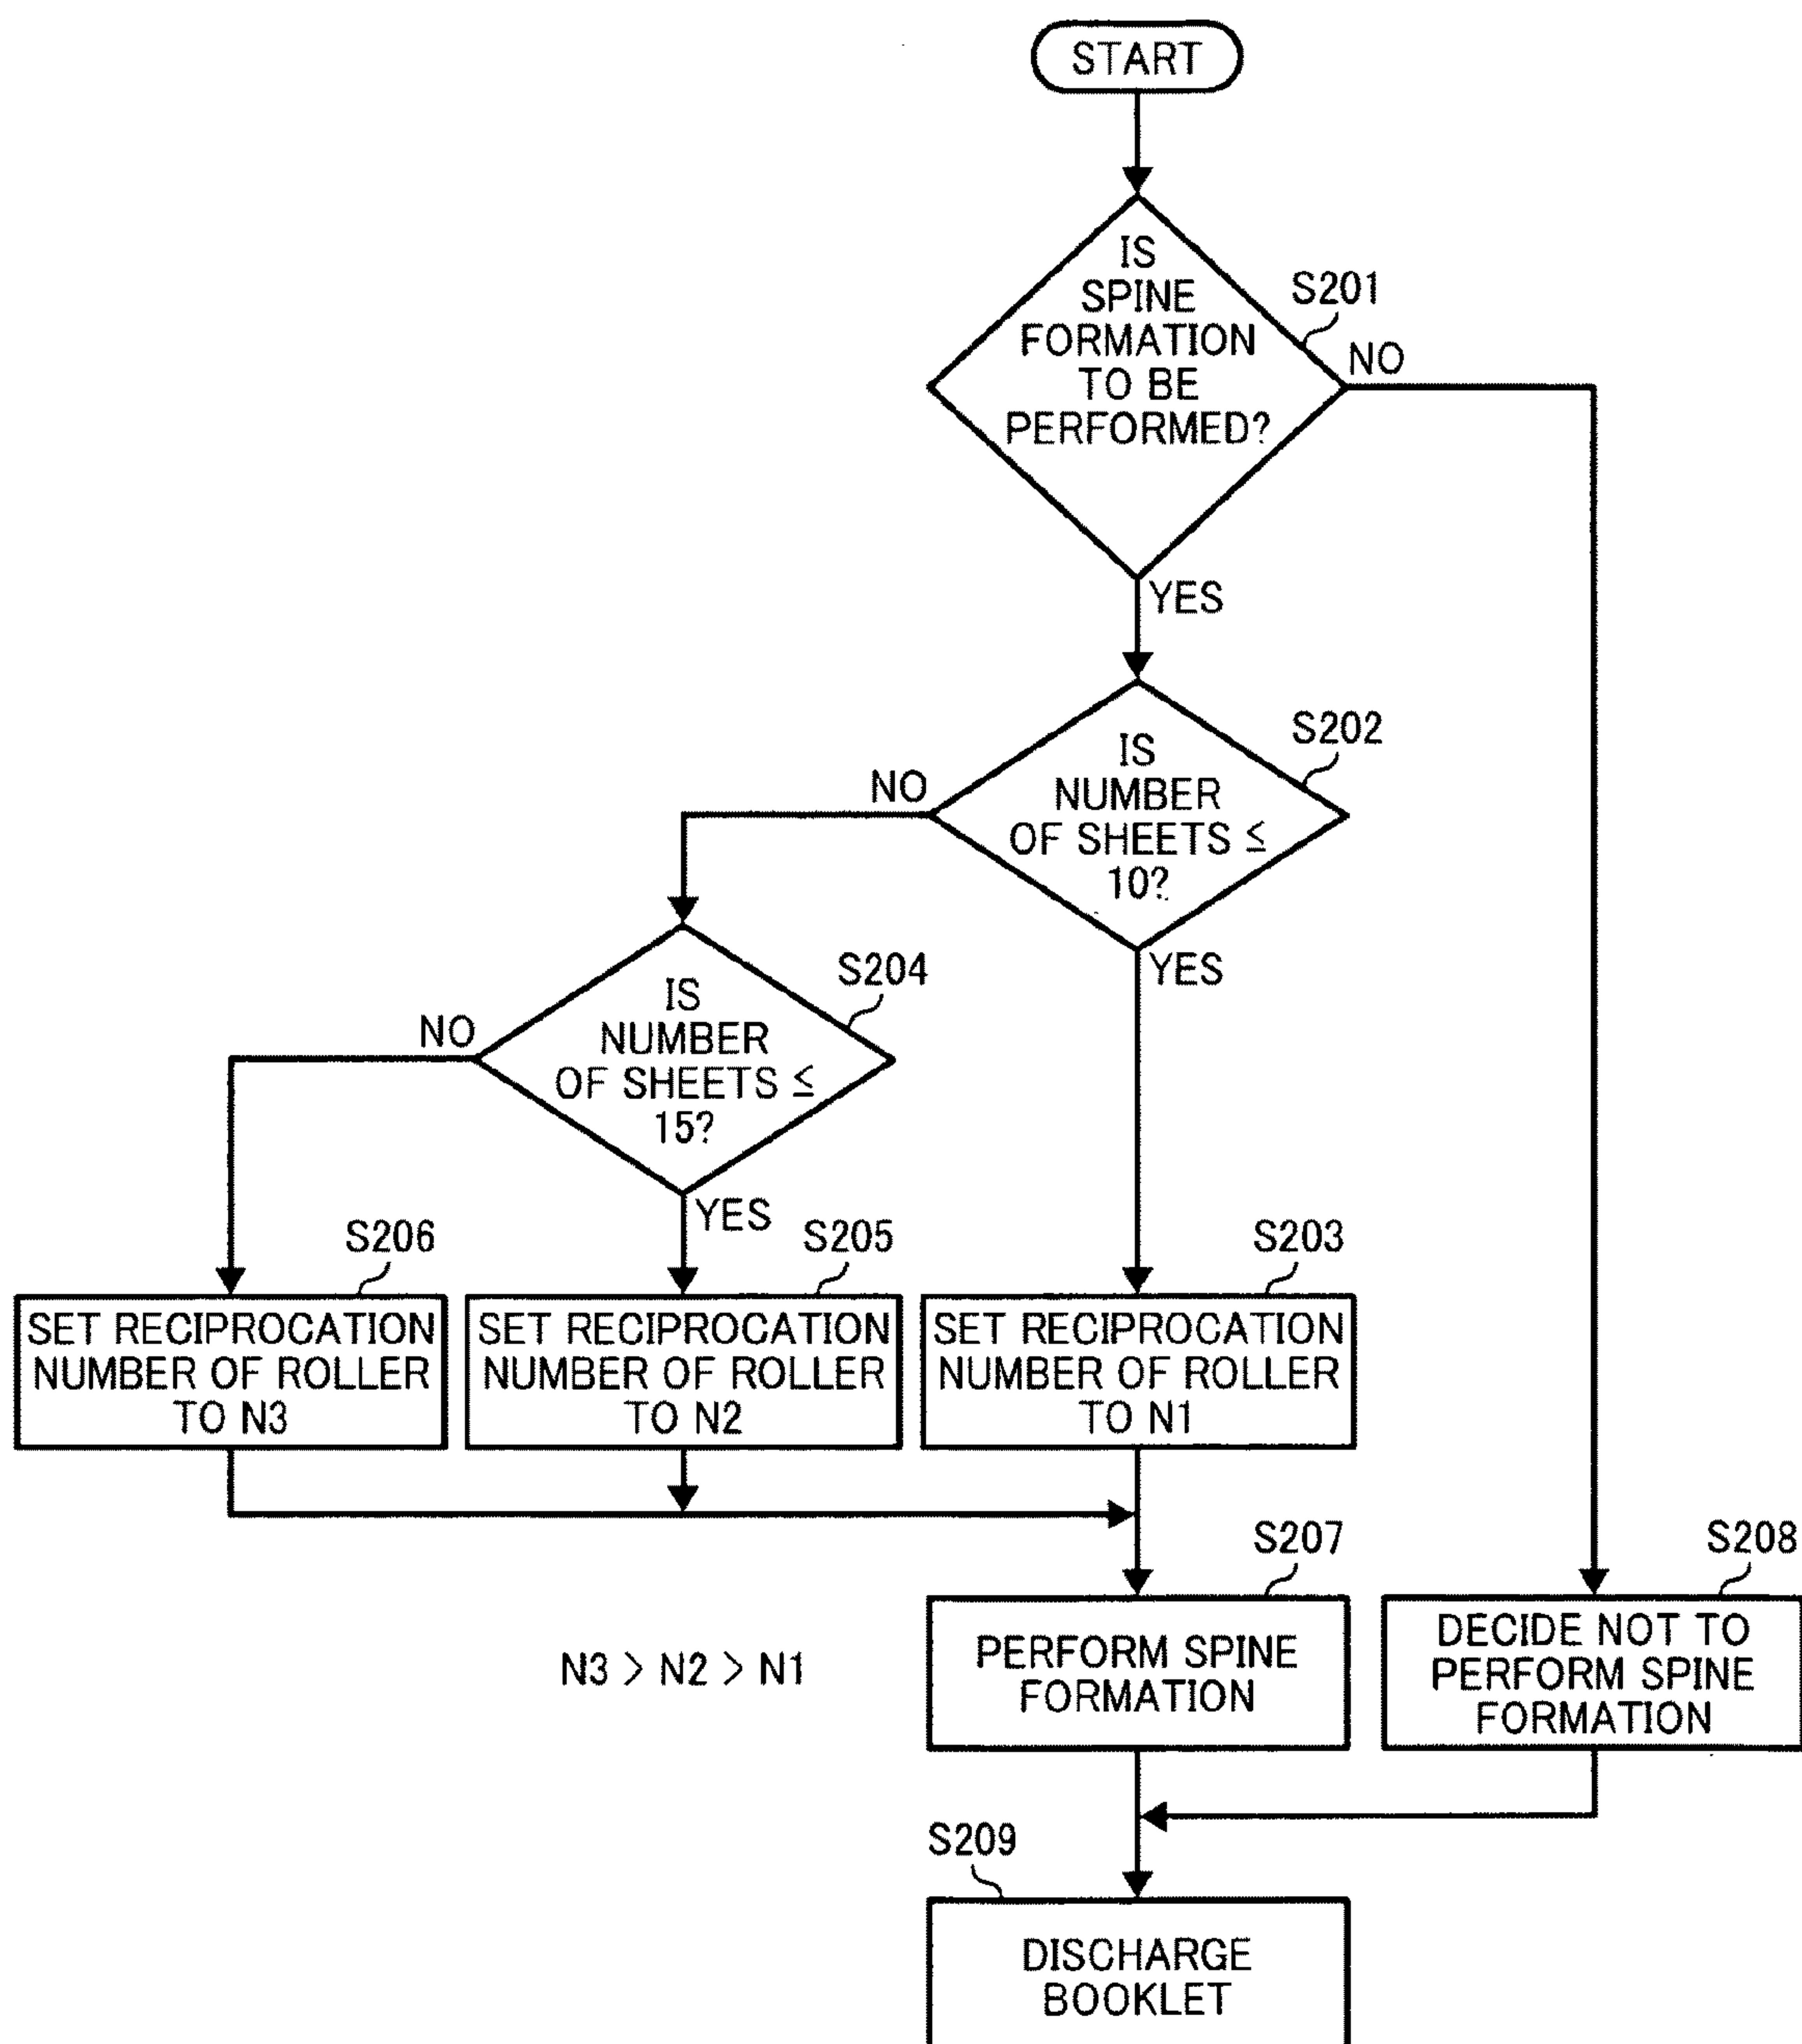 START
IS
SPINE
FORMATION
TO BE
PERFORMED?
S201
NO
YES
IS
NUMBER
OF SHEETS ≤
10?
S202
NO
YES
IS
NUMBER
OF SHEETS ≤
15?
S204
NO
YES
S206
SET RECIPROCATION
NUMBER OF ROLLER
TO N3
S205
SET RECIPROCATION
NUMBER OF ROLLER
TO N2
S203
SET RECIPROCATION
NUMBER OF ROLLER
TO N1
N3 > N2 > N1
S207
PERFORM SPINE
FORMATION
S208
DECIDE NOT TO
PERFORM SPINE
FORMATION
S209
DISCHARGE
BOOKLET